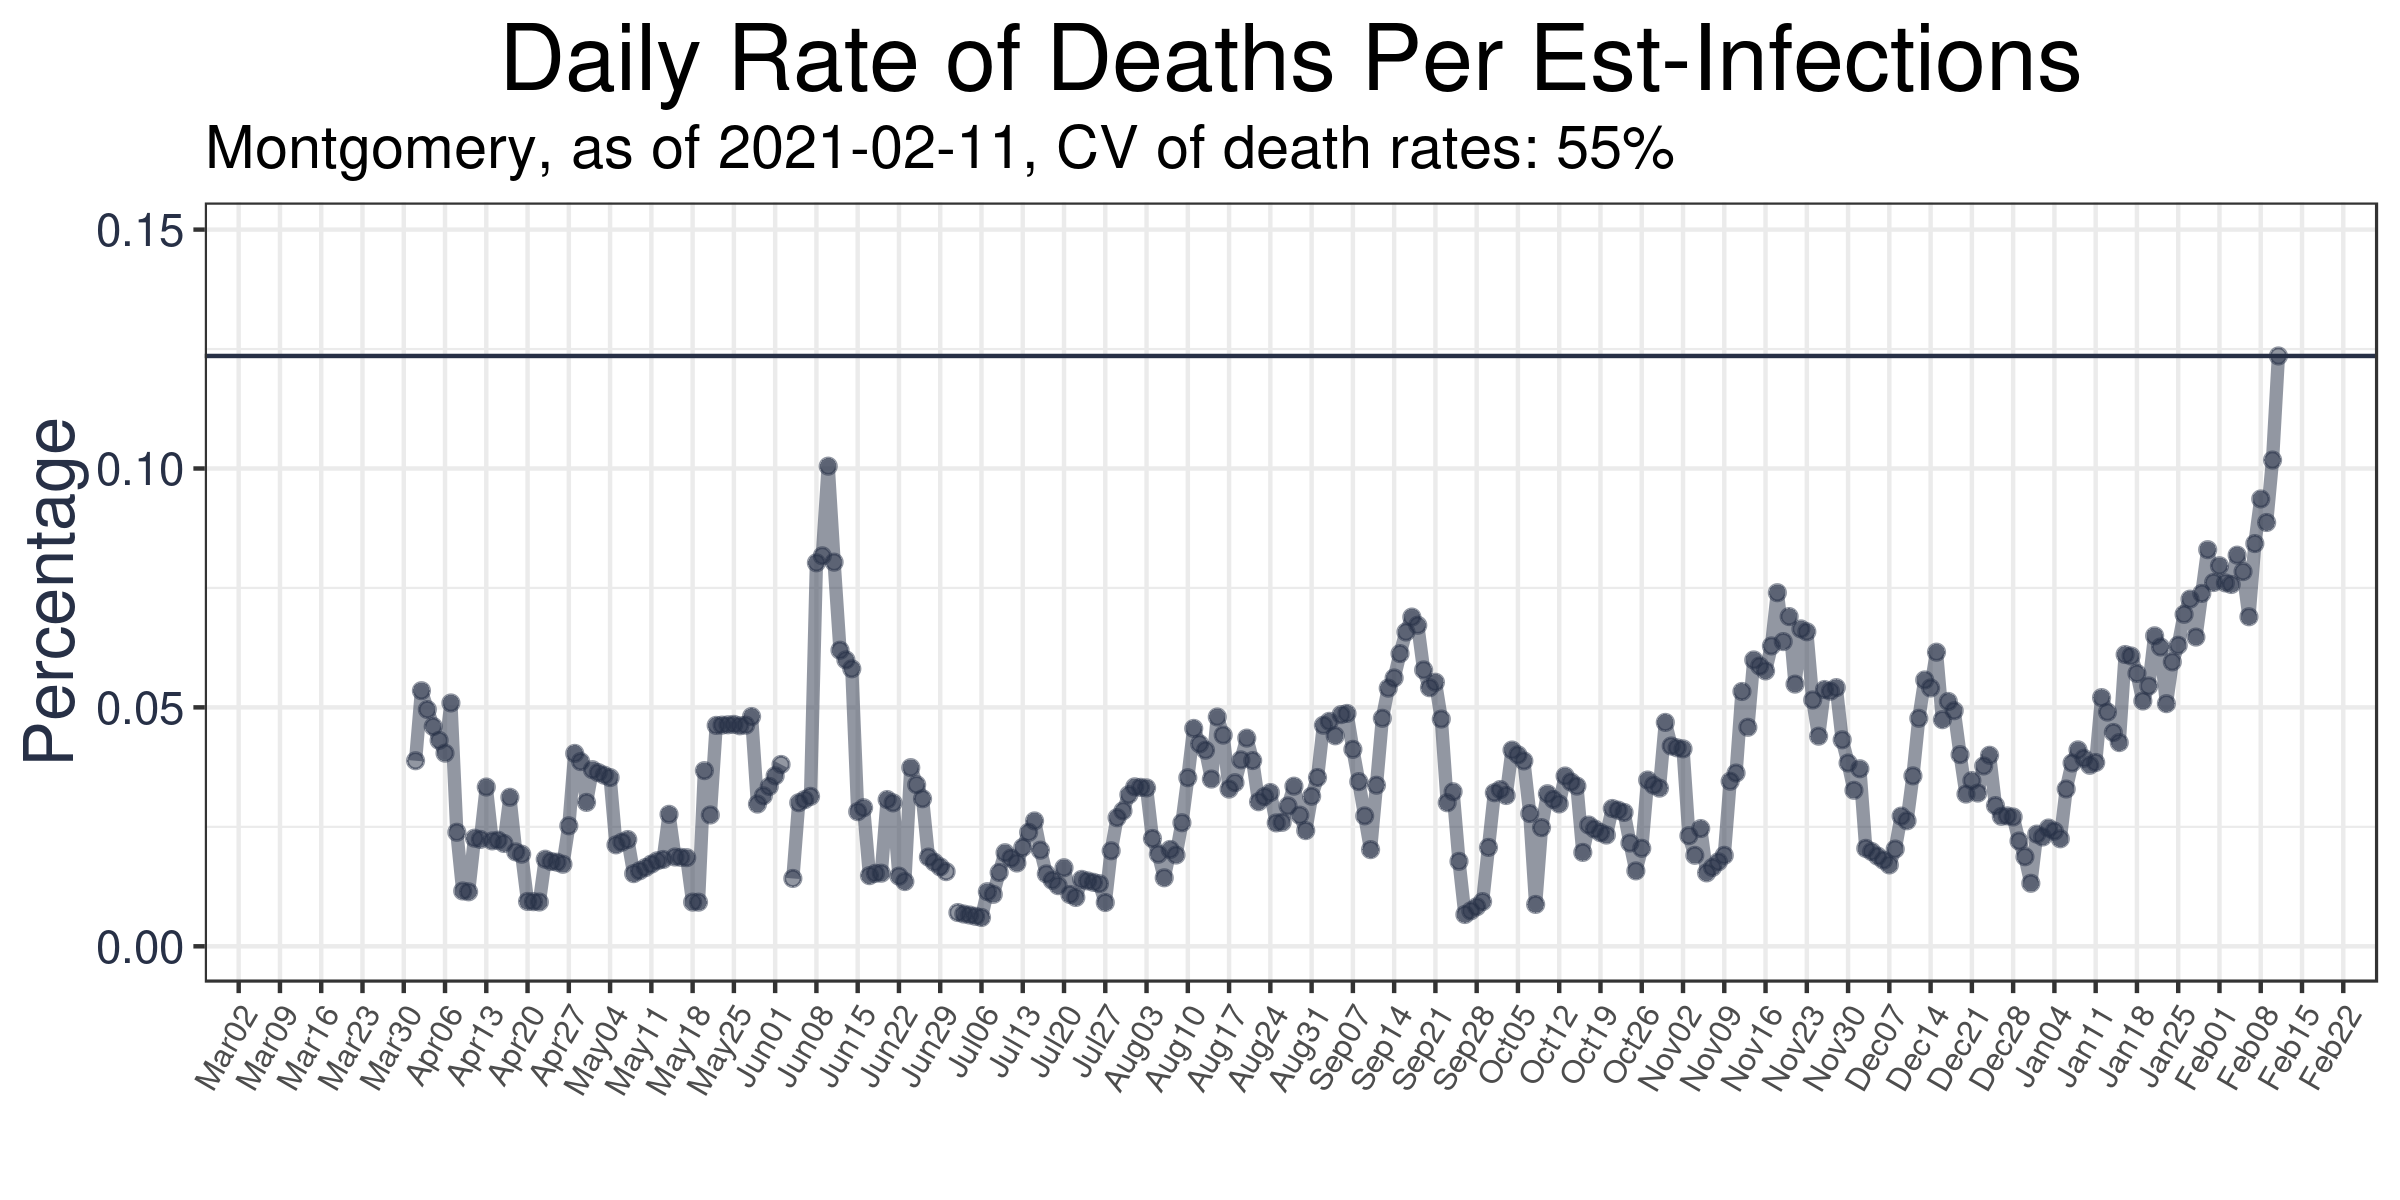 Daily Rate of Deaths Per Est-Infections
Montgomery, as of 2021-02-11, CV of death rates: 55%
Percentage
0.15
0.10
0.05
0.00
Mar02
Mar09
Mar16
Mar23
Mar30
Apr06
Apr13
Apr20
Apr27
May04
May11
May18
May25
Jun01
Jun08
Jun15
Jun22
Jun29
Jul06
Jul13
Jul20
Jul27
Aug03
Aug10
Aug17
Aug24
Aug31
Sep07
Sep14
Sep21
Sep28
Oct05
Oct12
Oct19
Oct26
Nov02
Nov09
Nov16
Nov23
Nov30
Dec07
Dec14
Dec21
Dec28
Jan04
Jan11
Jan18
Jan25
Feb01
Feb08
Feb15
Feb22